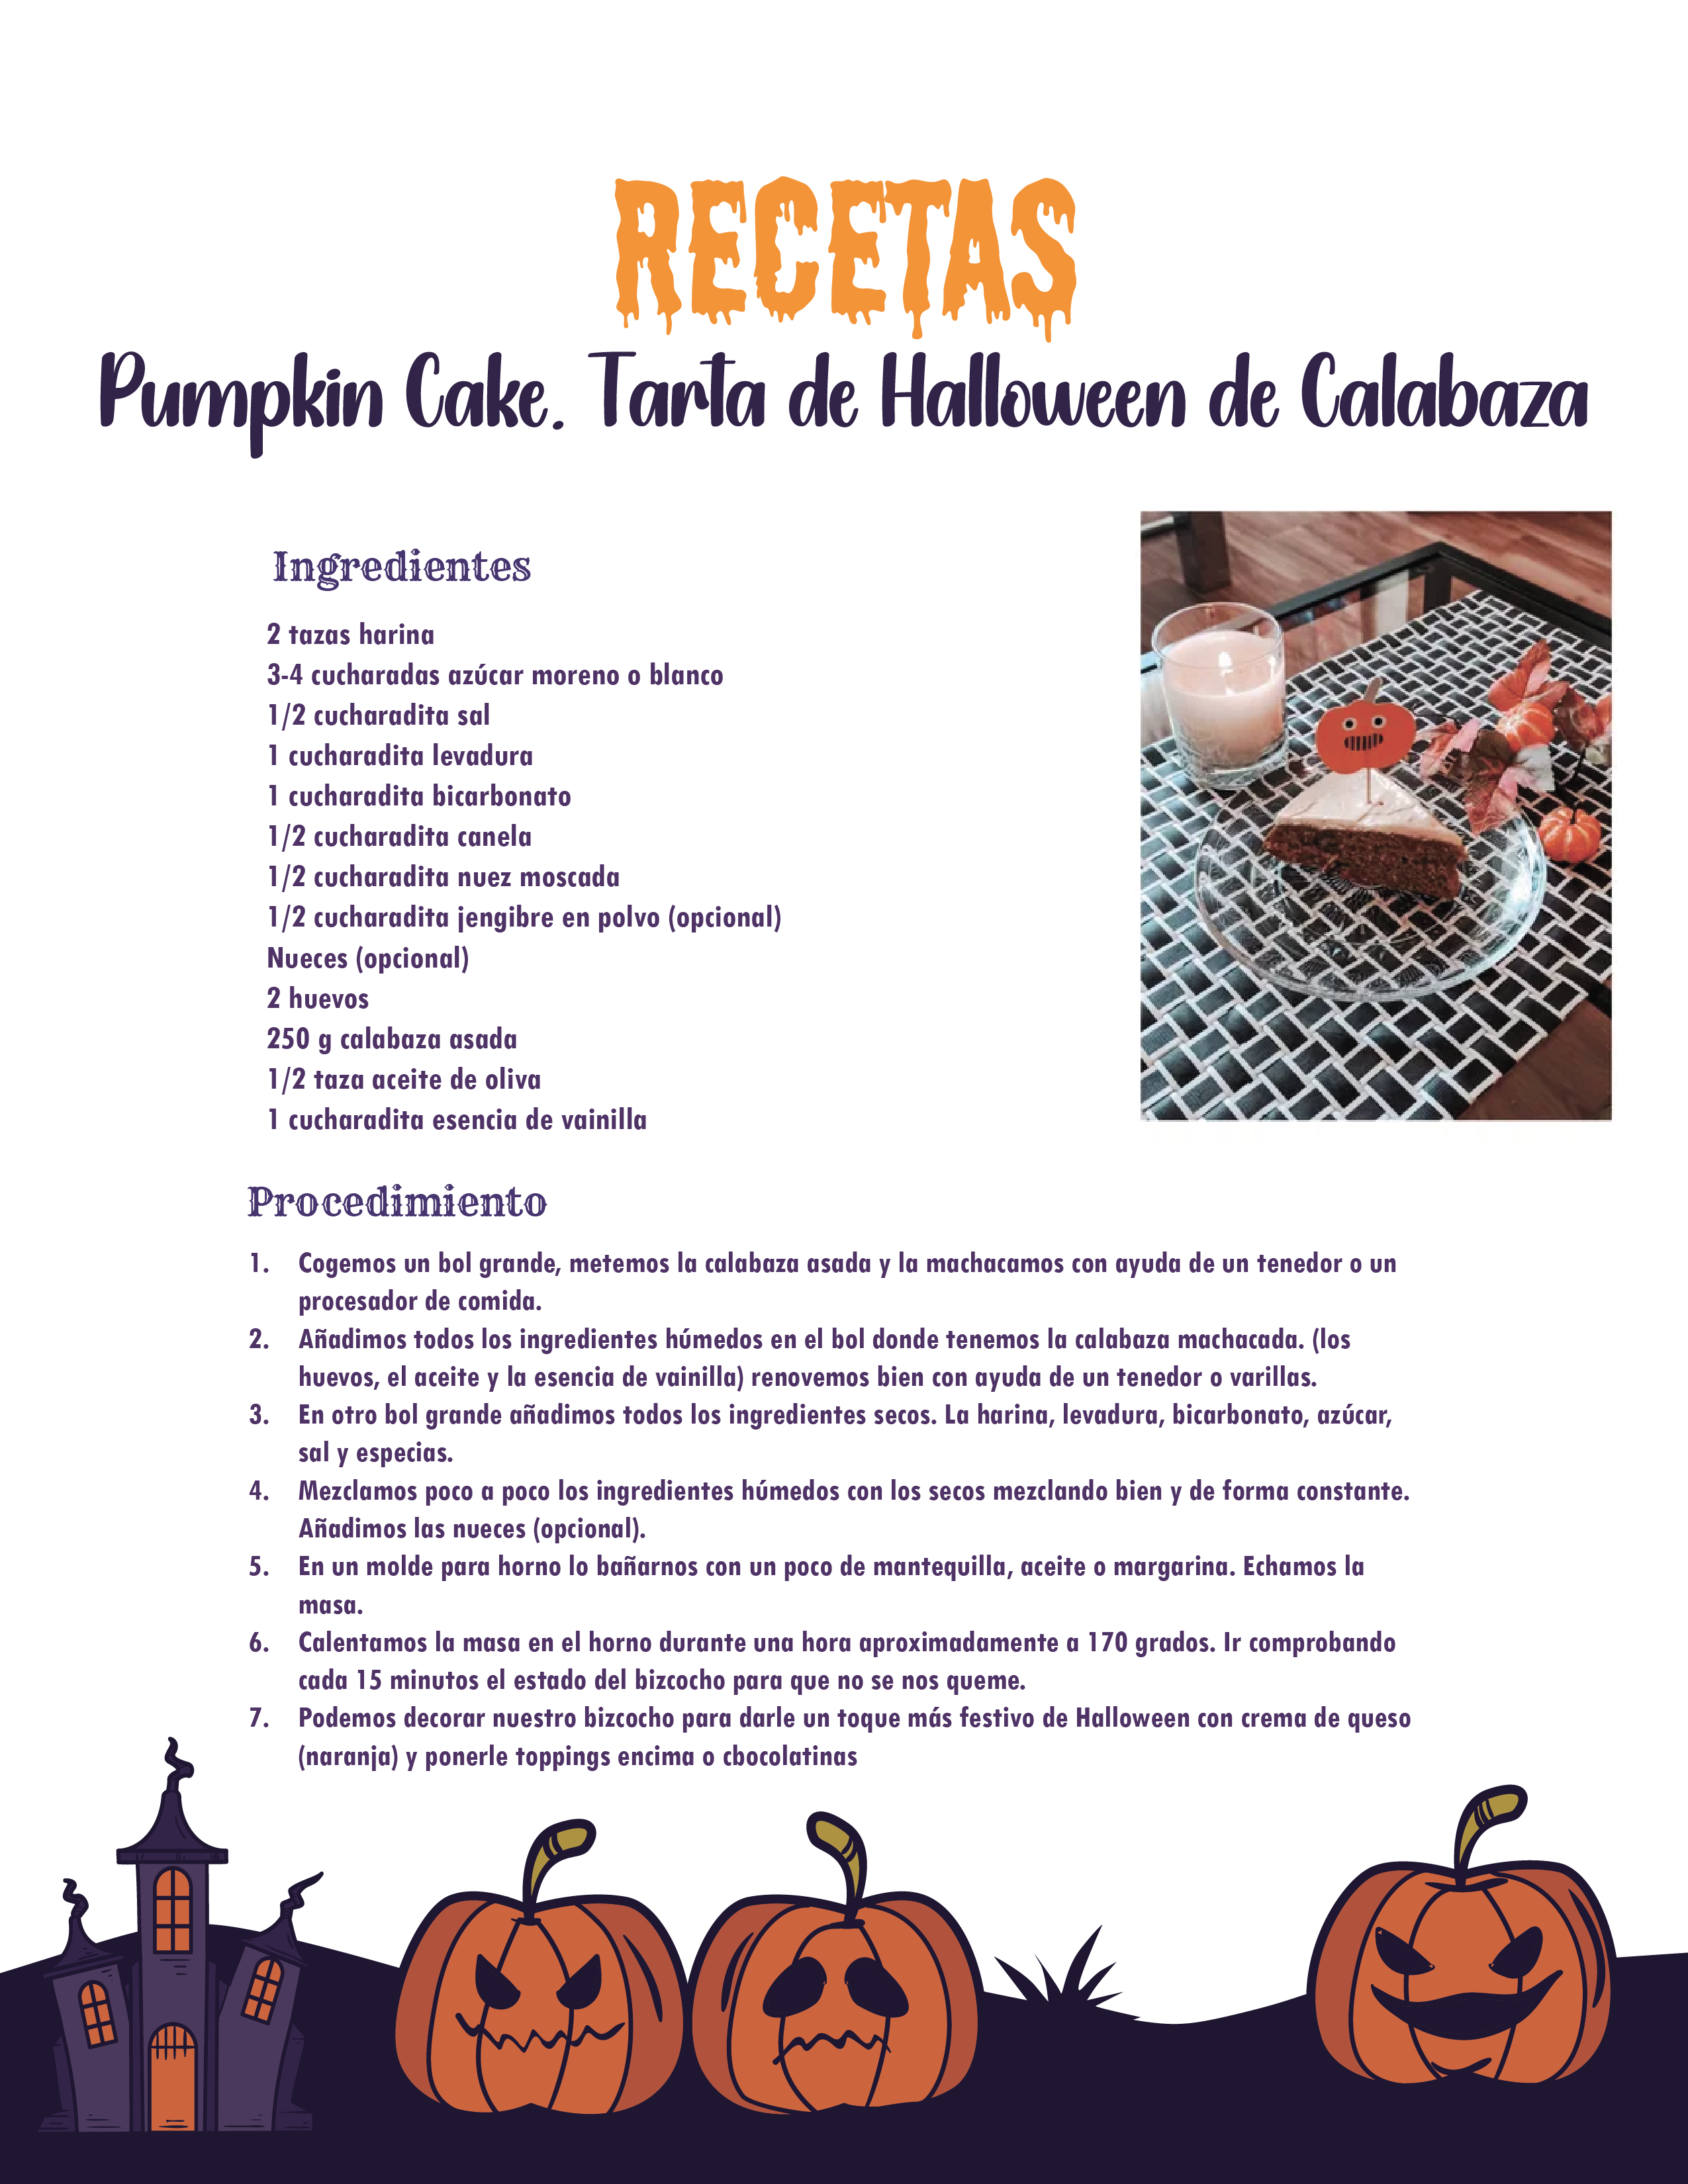 RECETAS
Pumpkin Cake. Tarta de Halloween de Calabaza
Ingredientes
2 tazas harina
3-4 cucharadas azúcar moreno o blanco
1/2 cucharadita sal
1 cucharadita levadura
1 cucharadita bicarbonato
1/2 cucharadita canela
1/2 cucharadita nuez moscada
1/2 cucharadita jengibre en polvo (opcional)
Nueces (opcional)
2 huevos
250 g calabaza asada
1/2 taza aceite de oliva
1 cucharadita esencia de vainilla
Procedimiento
1. Cogemos un bol grande, metemos la calabaza asada y la machacamos con ayuda de un tenedor o un
procesador de comida.
2. Añadimos todos los ingredientes húmedos en el bol donde tenemos la calabaza machacada. (los
huevos, el aceite y la esencia de vainilla) renovemos bien con ayuda de un tenedor o varillas.
3. En otro bol grande añadimos todos los ingredientes secos. La harina, levadura, bicarbonato, azúcar,
sal y especias.
4. Mezclamos poco a poco los ingredientes húmedos con los secos mezclando bien y de forma constante.
Añadimos las nueces (opcional).
5. En un molde para horno lo bañarnos con un poco de mantequilla, aceite o margarina. Echamos la
masa.
6. Calentamos la masa en el horno durante una hora aproximadamente a 170 grados. Ir comprobando
cada 15 minutos el estado del bizcocho para que no se nos queme.
7. Podemos decorar nuestro bizcocho para darle un toque más festivo de Halloween con crema de queso
(naranja) y ponerle toppings encima o cbocolatinas